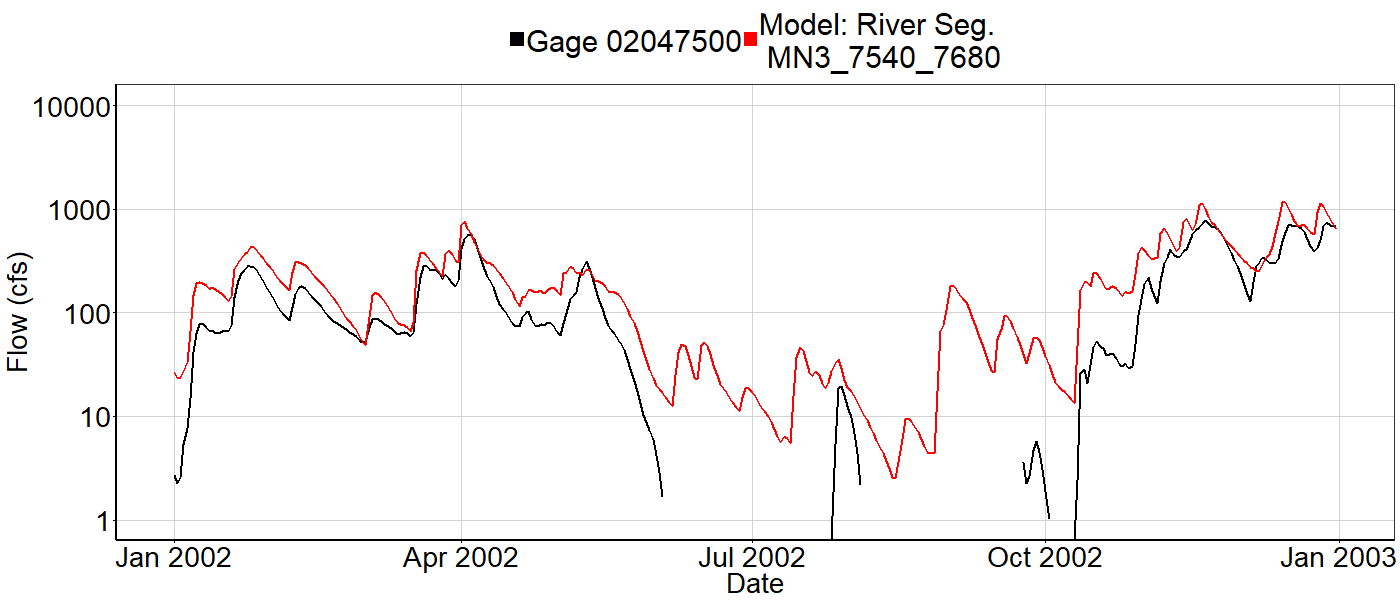 Gage 02047500 Model: River Seg.
MN3_7540_7680
10000
1000
100
10
1
Flow (cfs)
Jan 2002 Apr 2002 Jul 2002 Oct 2002 Jan 2003
Date